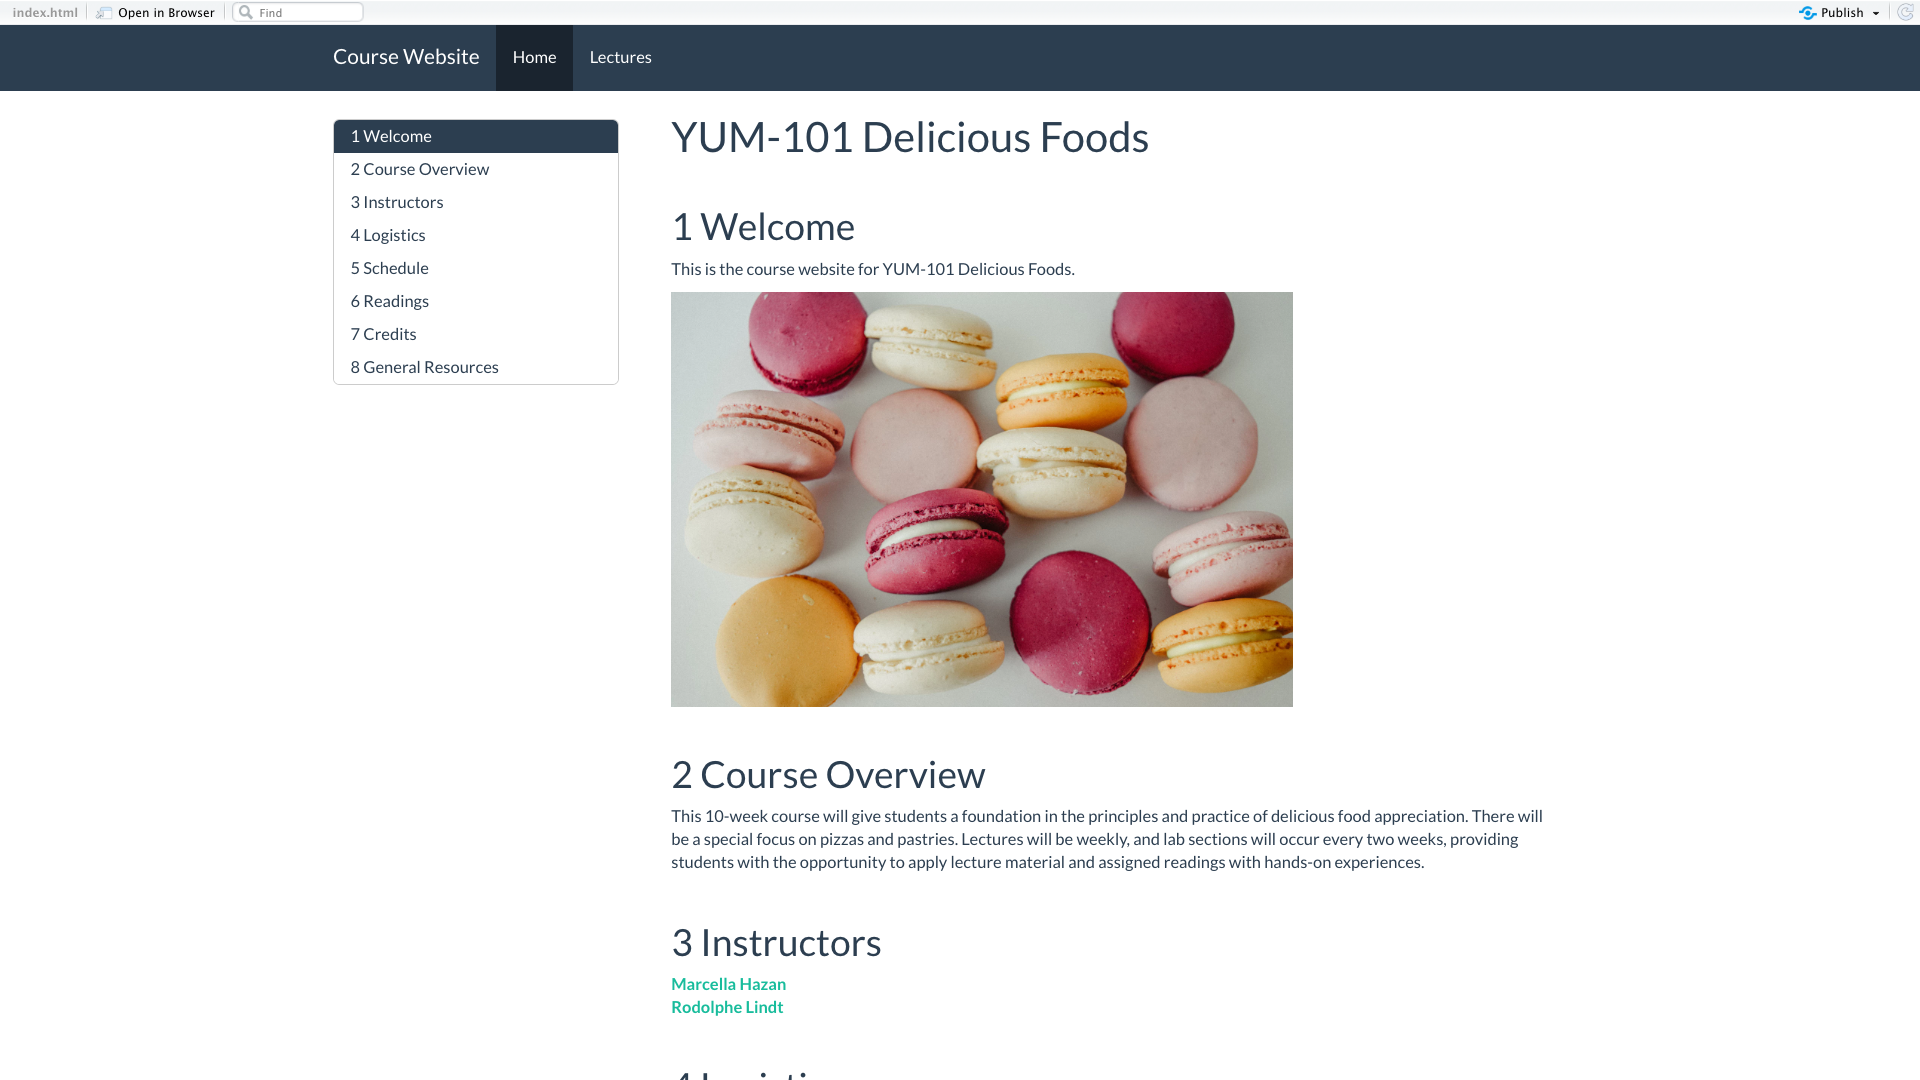 index.html
Open in Browser
Find
Publish
Course Website
Home
Lectures
1 Welcome
2 Course Overview
3 Instructors
4 Logistics
5 Schedule
6 Readings
7 Credits
8 General Resources
YUM-101 Delicious Foods
1 Welcome
This is the course website for YUM-101 Delicious Foods.
2 Course Overview
This 10-week course will give students a foundation in the principles and practice of delicious food appreciation. There will
be a special focus on pizzas and pastries. Lectures will be weekly, and lab sections will occur every two weeks, providing
students with the opportunity to apply lecture material and assigned readings with hands-on experiences.
3 Instructors
Marcella Hazan
Rodolphe Lindt